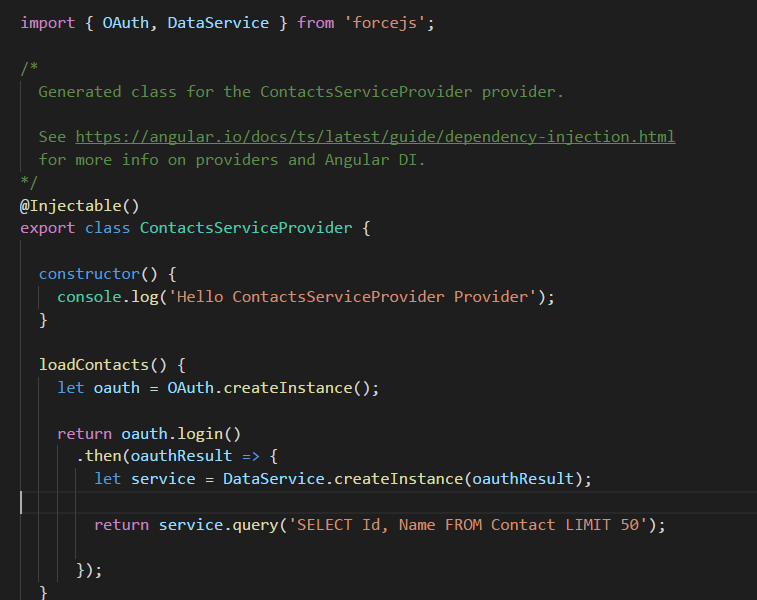 import { OAuth, DataService } from 'forcejs';
/*
Generated class for the ContactsServiceProvider provider.
See https://angular.io/docs/ts/latest/guide/dependency-injection.html
for more info on providers and Angular DI.
*/
@Injectable()
export class ContactsServiceProvider {
constructor() {
console.log('Hello ContactsServiceProvider Provider');
}
loadContacts() {
let oauth = OAuth.createInstance();
return oauth.login()
.then(oauthResult => {
let service = DataService.createInstance(oauthResult);
return service.query('SELECT Id, Name FROM Contact LIMIT 50');
});
}